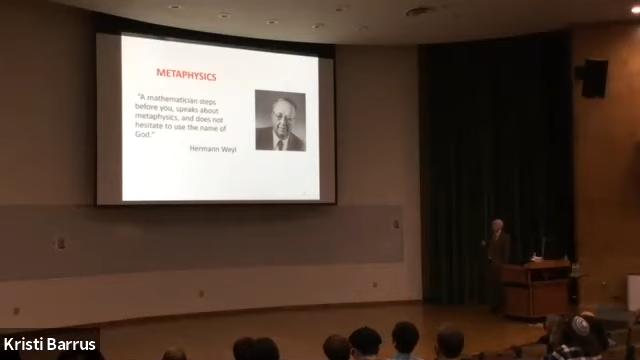 METAPHYSICS
"A mathematician steps
before you, speaks about
metaphysics, and does not
hesitate to use the name of
God."
Hermann Weyl
Kristi Barrus